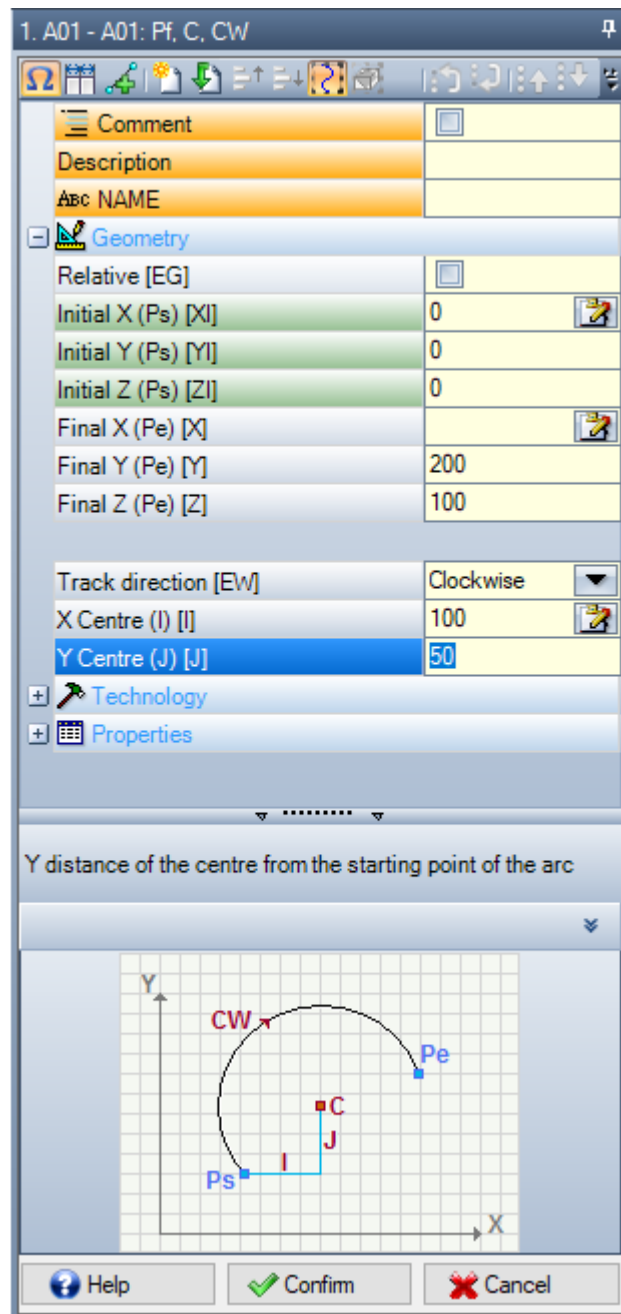 1. A01 - A01: Pf, C, CW
Comment
Description
ABC NAME
Geometry
Relative [EG]
Initial X (Ps) [XI] 0
Initial Y (Ps) [YI] 0
Initial Z (Ps) [ZI] 0
Final X (Pe) [X]
Final Y (Pe) [Y] 200
Final Z (Pe) [Z] 100
Track direction [EW] Clockwise
X Centre (I) [I] 100
Y Centre (J) [J] 50
Technology
Properties
Y distance of the centre from the starting point of the arc
Y
CW
Pe
C
J
I
Ps
X
Help Confirm Cancel